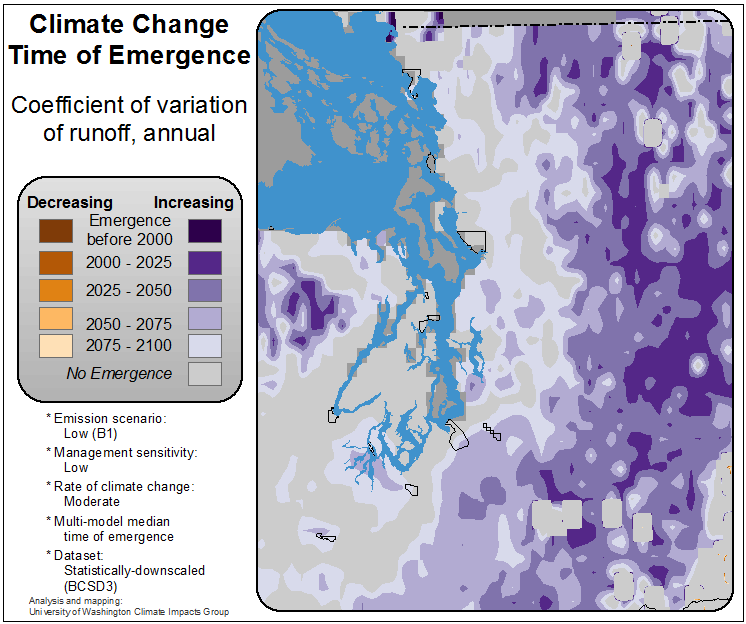 Climate Change
Time of Emergence
Coefficient of variation
of runoff, annual
Decreasing Increasing
Emergence
before 2000
2000 - 2025
2025 - 2050
2050 - 2075
2075 - 2100
No Emergence
* Emission scenario:
Low (B1)
* Management sensitivity:
Low
* Rate of climate change:
Moderate
* Multi-model median
time of emergence
* Dataset:
Statistically-downscaled
(BCSD3)
Analysis and mapping:
University of Washington Climate Impacts Group